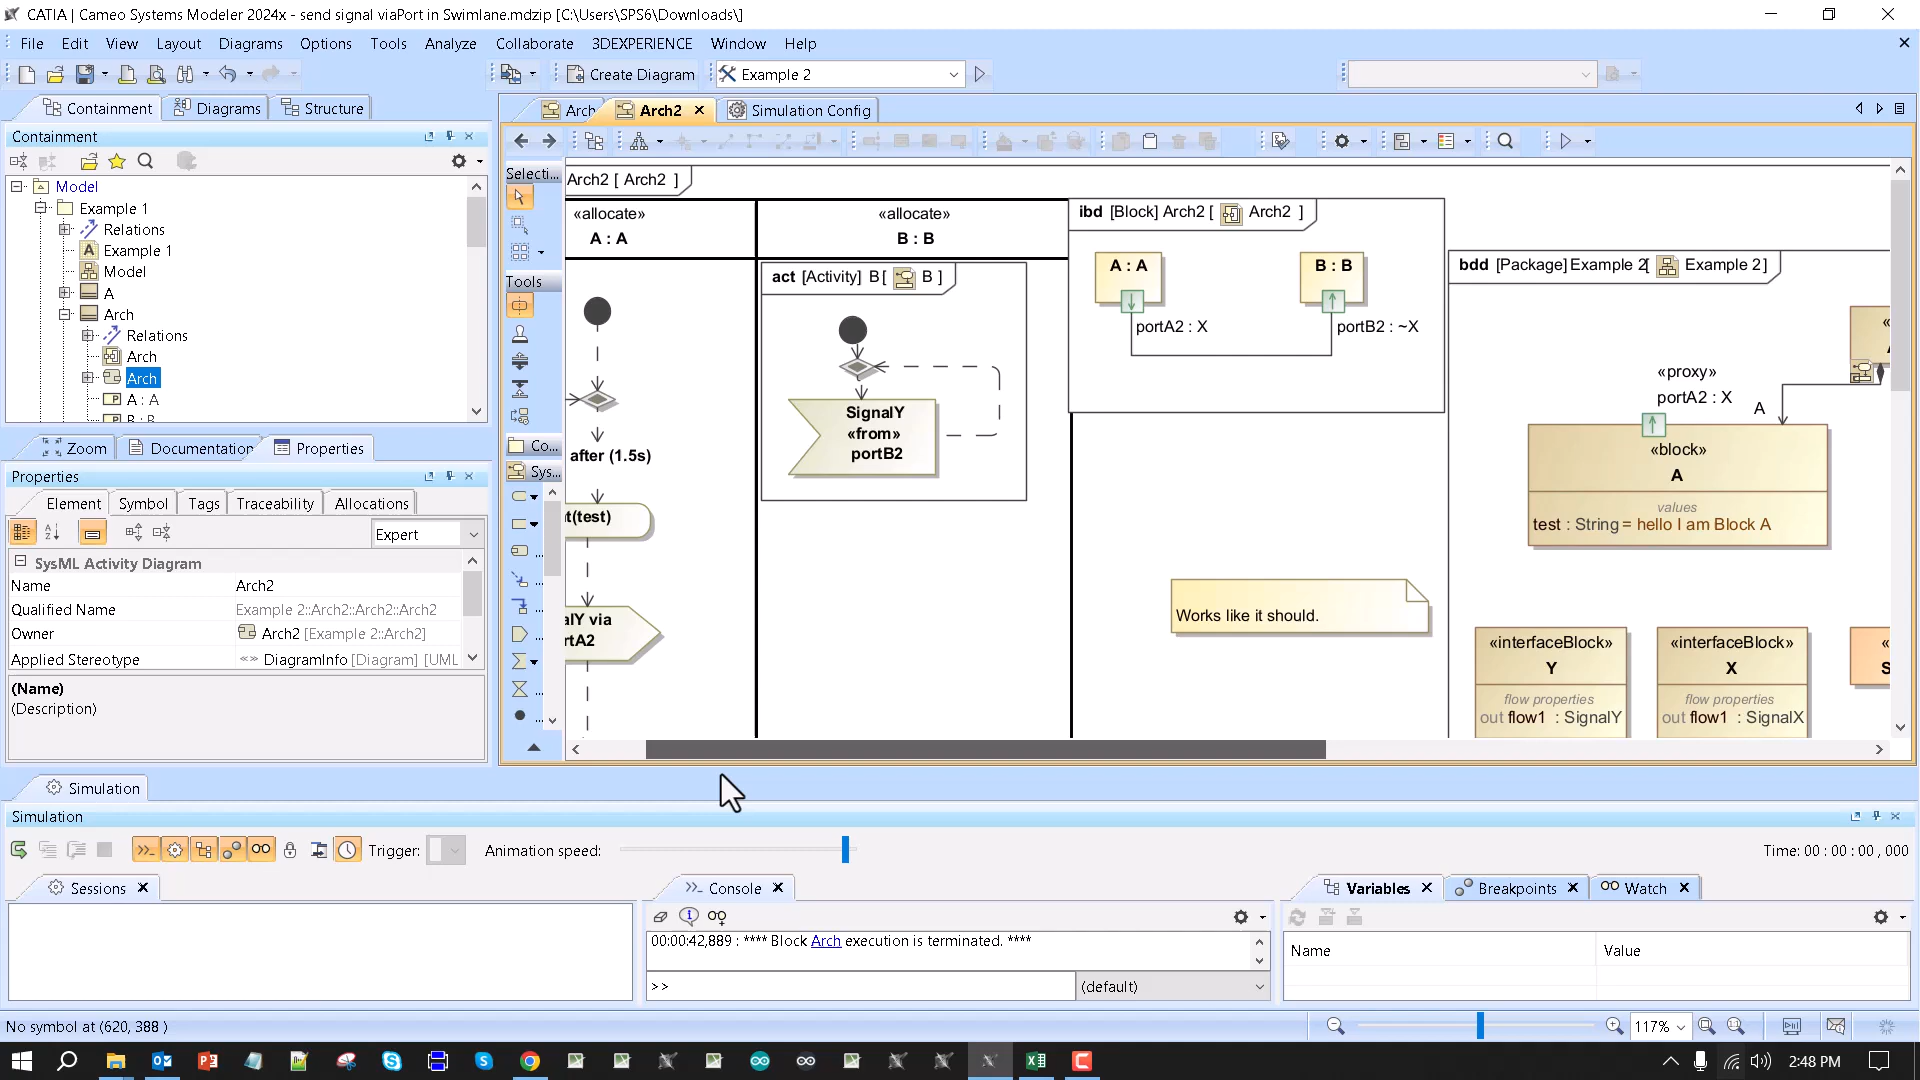 CATIA | Cameo Systems Modeler 2024x - send signal viaPort in Swimlane.mdzip [C:\Users\SPS6\Downloads\]
File Edit View Layout Diagrams Options Tools Analyze Collaborate 3DEXPERIENCE Window Help
Create Diagram Example 2
Containment Diagrams Structure
Containment
Model
Example 1
Relations
Example 1
Model
A
Arch
Relations
Arch
Arch
A : A
B : B
Zoom Documentation Properties
Properties
Element Symbol Tags Traceability Allocations
Expert
SysML Activity Diagram
Name Arch2
Qualified Name Example 2::Arch2::Arch2::Arch2
Owner Arch2 [Example 2::Arch2]
Applied Stereotype «» DiagramInfo [Diagram] [UML
(Name)
(Description)
Arch Arch2 Simulation Config
Selecti...
Tools
Co...
Sys...
Arch2 [ Arch2 ]
«allocate»
A : A
«allocate»
B : B
after (1.5s)
t(test)
alY via
rtA2
act [Activity] B [ B ]
SignalY
«from»
portB2
ibd [Block] Arch2 [ Arch2 ]
A : A
B : B
portA2 : X
portB2 : ~X
Works like it should.
bdd [Package] Example 2[ Example 2 ]
«proxy»
portA2 : X
A
«block»
A
values
test : String = hello I am Block A
«interfaceBlock»
Y
flow properties
out flow1 : SignalY
«interfaceBlock»
X
flow properties
out flow1 : SignalX
«
S
Simulation
Simulation
Trigger: Animation speed: Time: 00 : 00 : 00 , 000
Sessions
Console
00:00:42,889 : **** Block Arch execution is terminated. ****
>> (default)
Variables Breakpoints Watch
Name Value
No symbol at (620, 388 )
117%
2:48 PM